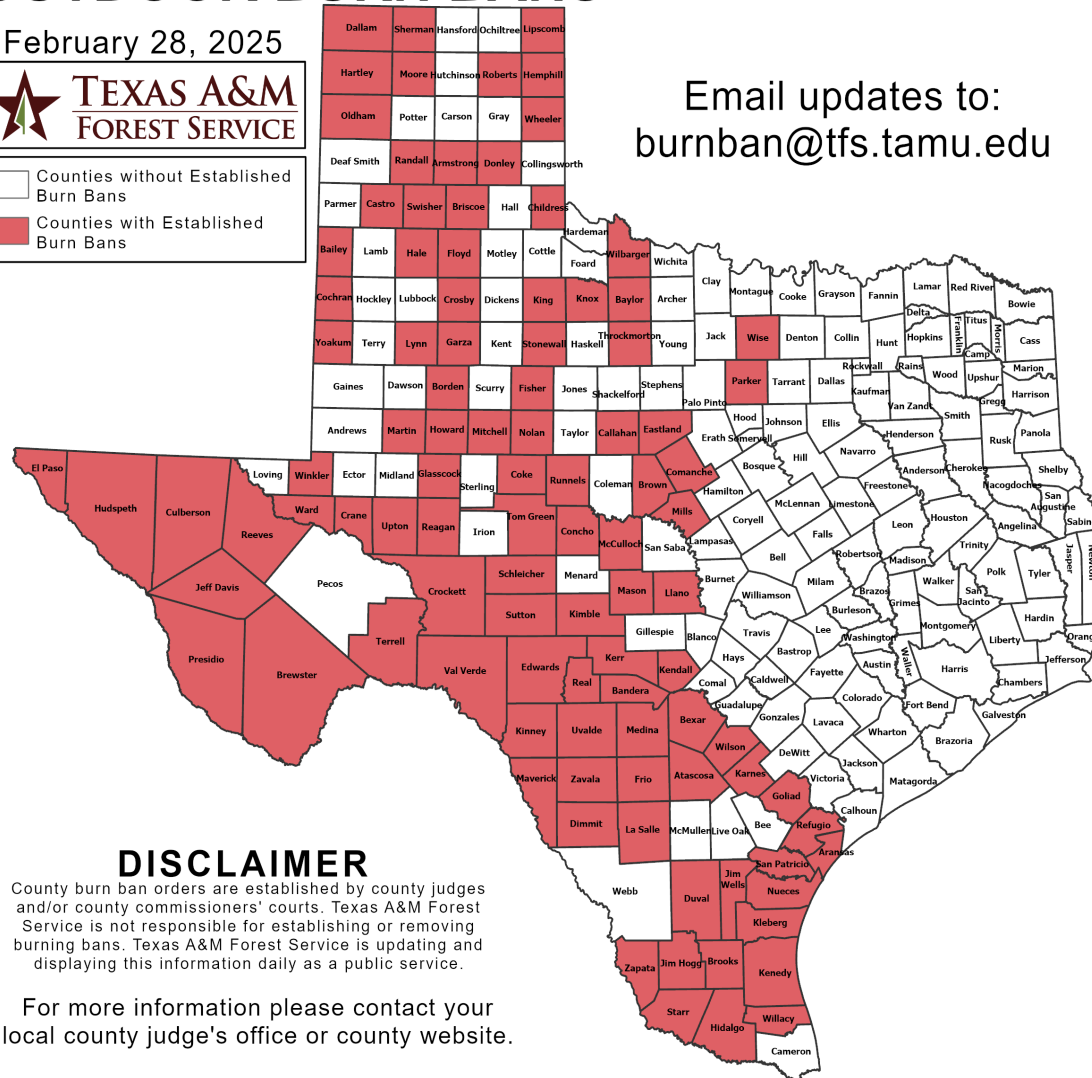 February 28, 2025
TEXAS A&M
FOREST SERVICE
Counties without Established
Burn Bans
Counties with Established
Burn Bans
Email updates to:
burnban@tfs.tamu.edu
Dallam Sherman Hansford Ochiltree Lipscomb
Hartley Moore Hutchinson Roberts Hemphill
Oldham Potter Carson Gray Wheeler
Deaf Smith Randall Armstrong Donley Collingsworth
Parmer Castro Swisher Briscoe Hall Childress
Hardeman
Bailey Lamb Hale Floyd Motley Cottle Foard Wilbarger Wichita
Clay Montague Cooke Grayson Fannin Lamar Red River Bowie
Cochran Hockley Lubbock Crosby Dickens King Knox Baylor Archer
Delta Titus Franklin Morris
Yoakum Terry Lynn Garza Kent Stonewall Haskell Throckmorton Young Jack Wise Denton Collin Hunt Hopkins Cass
Camp
Rockwall Rains Wood Upshur Marion
Gaines Dawson Borden Scurry Fisher Jones Shackelford Stephens Palo Pinto Parker Tarrant Dallas Kaufman Van Zandt Gregg Harrison
Andrews Martin Howard Mitchell Nolan Taylor Callahan Eastland Erath Hood Somervell Johnson Ellis Henderson Smith Rusk Panola
El Paso Hudspeth Culberson Reeves Loving Winkler Ector Midland Glasscock Sterling Coke Runnels Coleman Brown Comanche Hamilton Bosque Hill Navarro Freestone Anderson Cherokee Nacogdoches Shelby
San
Augustine
Sabin
Ward Crane Upton Reagan Irion Tom Green Concho McCulloch San Saba Mills Lampasas Coryell McLennan Limestone Falls Leon Houston Angelina
Jeff Davis Pecos Crockett Schleicher Menard Mason Llano Burnet Bell Milam Robertson Madison Trinity Polk Tyler Jasper Newton
Williamson Brazos Grimes Walker San
Jacinto
Hardin
Presidio Brewster Terrell Val Verde Sutton Kimble Gillespie Blanco Travis Lee Burleson Washington Montgomery Liberty Orang
Edwards Kerr Real Bandera Kendall Hays Comal Bastrop Caldwell Fayette Austin Waller Harris Jefferson
Chambers
Kinney Uvalde Medina Bexar Guadalupe Gonzales Lavaca Colorado Wharton Fort Bend Galveston
Brazoria
Maverick Zavala Frio Atascosa Wilson Karnes DeWitt Victoria Jackson Matagorda
Dimmit La Salle McMullen Live Oak Bee Goliad Refugio Calhoun
Aransas
Webb Duval Jim
Wells
San Patricio
Nueces
Kleberg
Zapata Jim Hogg Brooks Kenedy
Starr Hidalgo Willacy
Cameron
DISCLAIMER
County burn ban orders are established by county judges
and/or county commissioners' courts. Texas A&M Forest
Service is not responsible for establishing or removing
burning bans. Texas A&M Forest Service is updating and
displaying this information daily as a public service.
For more information please contact your
local county judge's office or county website.